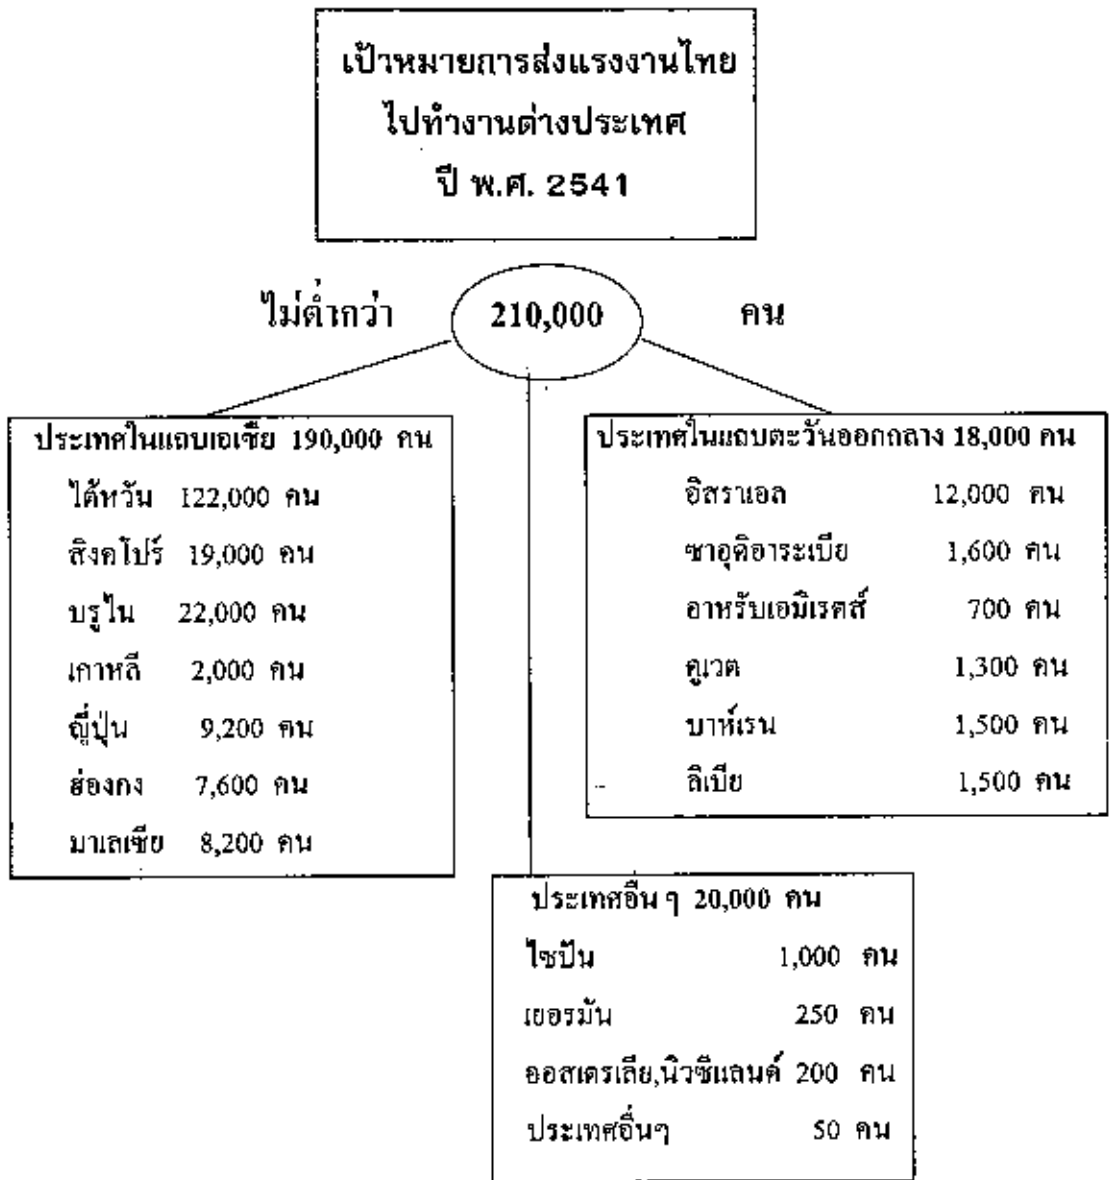 เป้าหมายการส่งแรงงานไทย
ไปทำงานต่างประเทศ
ปี พ.ศ. 2541
ไม่ต่ำกว่า 210,000 คน
ประเทศในแถบเอเซีย 190,000 คน
ไต้หวัน 122,000 คน
สิงคโปร์ 19,000 คน
บรูไน 22,000 คน
เกาหลี 2,000 คน
ญี่ปุ่น 9,200 คน
ฮ่องกง 7,600 คน
มาเลเซีย 8,200 คน
ประเทศในแถบตะวันออกกลาง 18,000 คน
อิสราเอล 12,000 คน
ซาอุดิอาระเบีย 1,600 คน
อาหรับเอมิเรตส์ 700 คน
คูเวต 1,300 คน
บาห์เรน 1,500 คน
ลิเบีย 1,500 คน
ประเทศอื่น ๆ 20,000 คน
ไซปัน 1,000 คน
เยอรมัน 250 คน
ออสเตรเลีย,นิวซีแลนด์ 200 คน
ประเทศอื่นๆ 50 คน